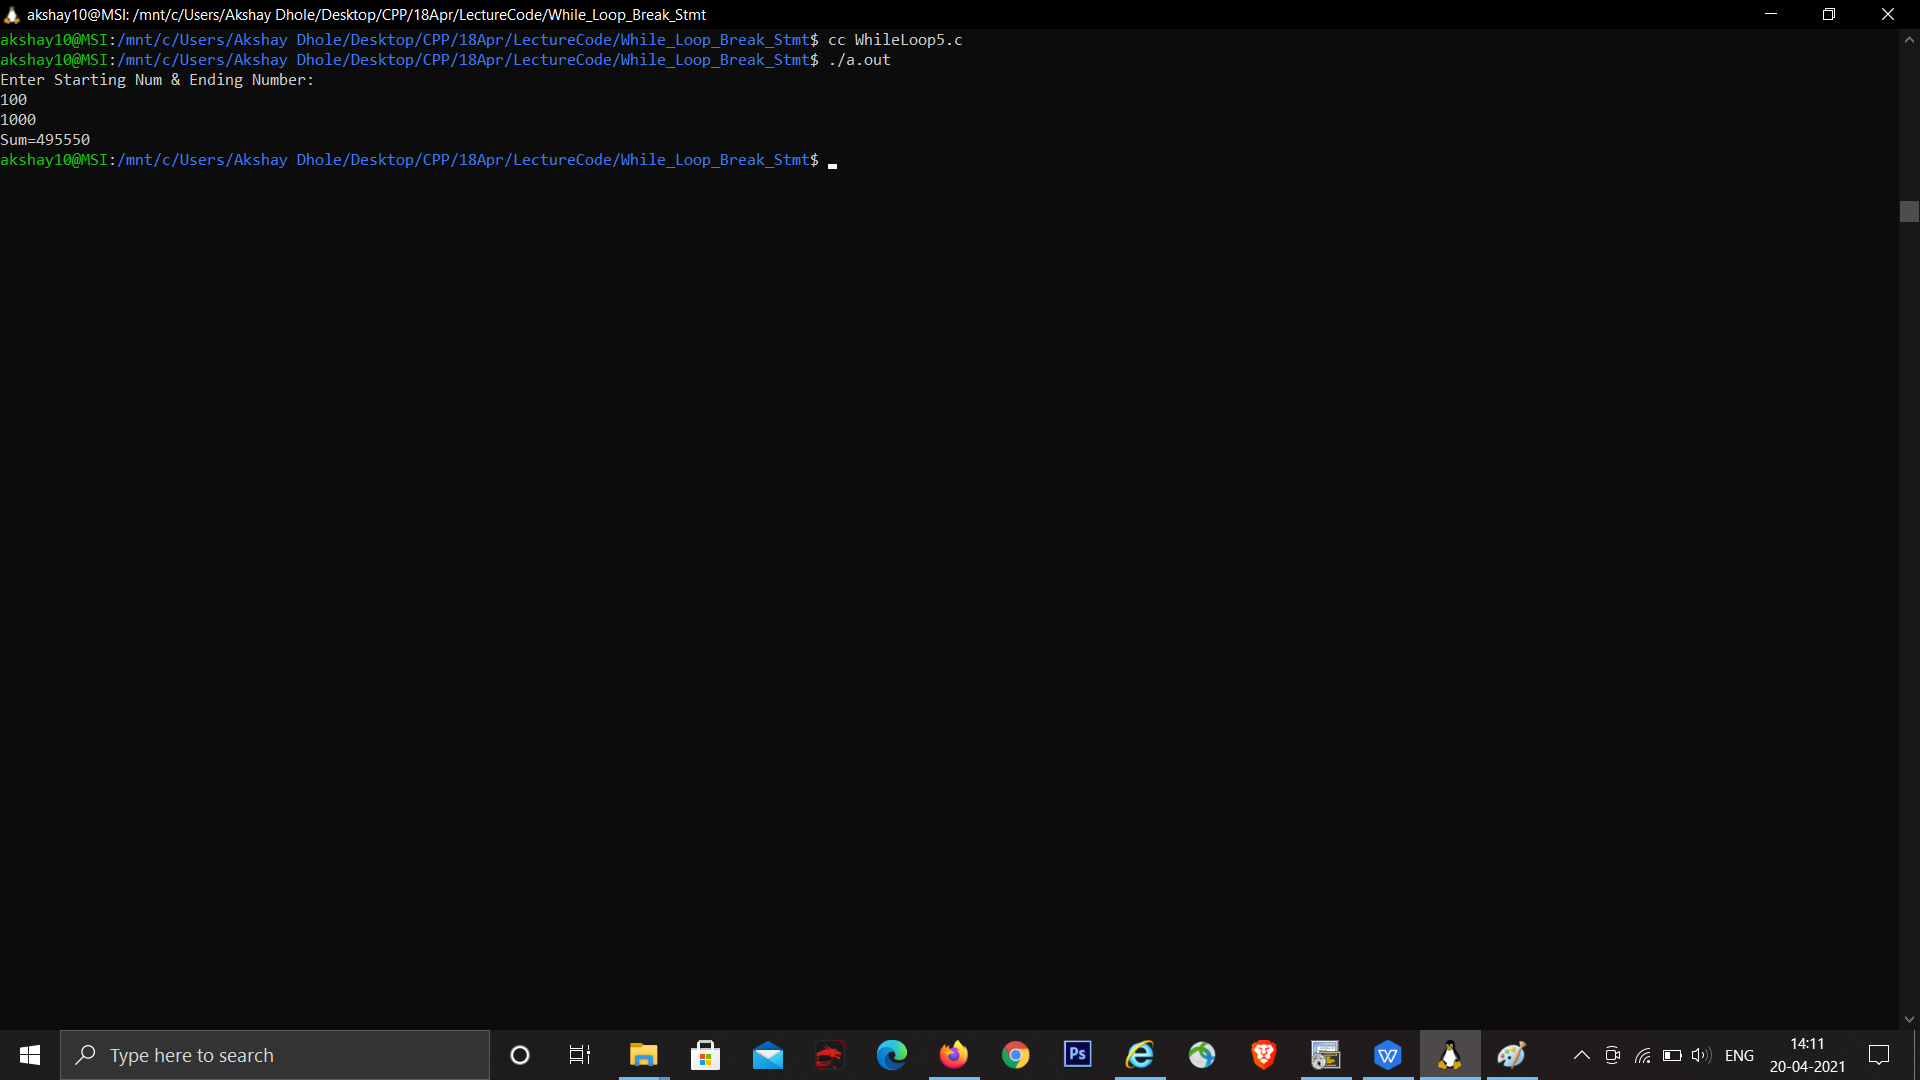 akshay10@MSI: /mnt/c/Users/Akshay Dhole/Desktop/CPP/18Apr/LectureCode/While_Loop_Break_Stmt
akshay10@MSI:/mnt/c/Users/Akshay Dhole/Desktop/CPP/18Apr/LectureCode/While_Loop_Break_Stmt$ cc WhileLoop5.c
akshay10@MSI:/mnt/c/Users/Akshay Dhole/Desktop/CPP/18Apr/LectureCode/While_Loop_Break_Stmt$ ./a.out
Enter Starting Num & Ending Number:
100
1000
Sum=495550
akshay10@MSI:/mnt/c/Users/Akshay Dhole/Desktop/CPP/18Apr/LectureCode/While_Loop_Break_Stmt$
Type here to search
Ps
W
ENG
14:11
20-04-2021